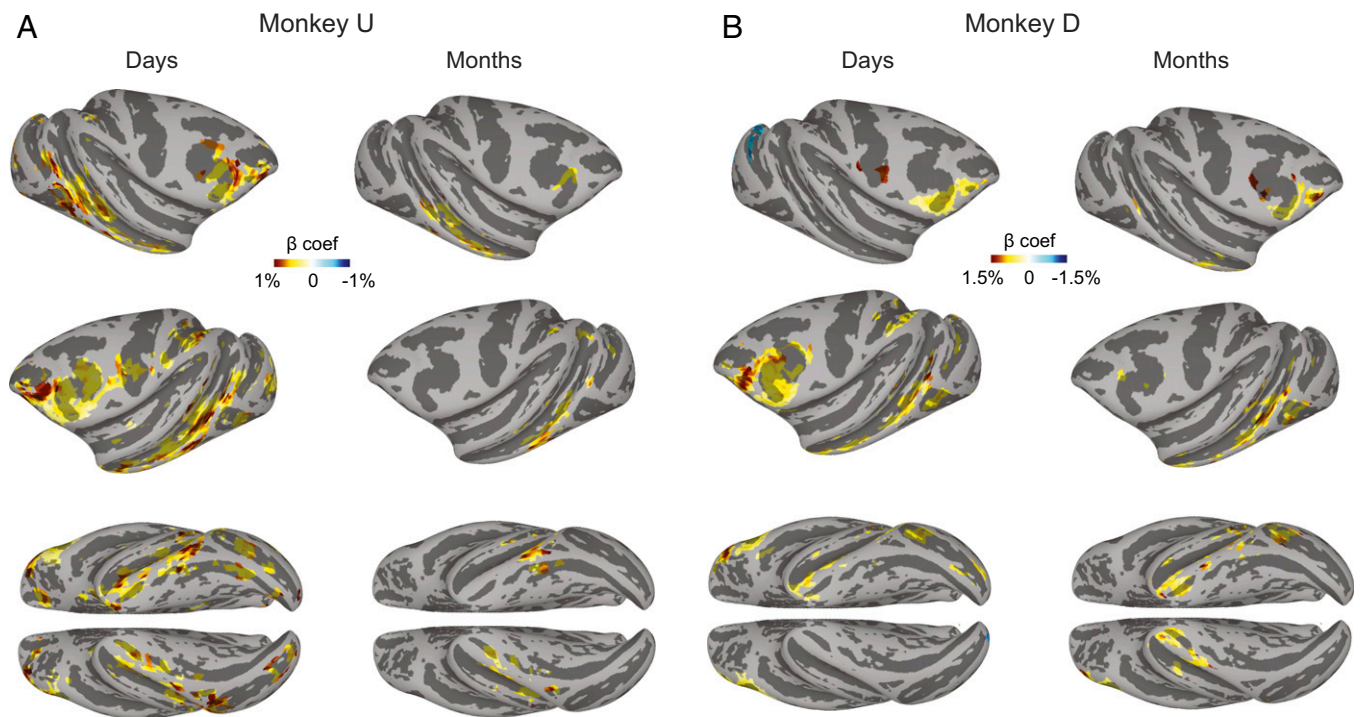 A Monkey U
Days Months
β coef
1% 0 -1%
B Monkey D
Days Months
β coef
1.5% 0 -1.5%